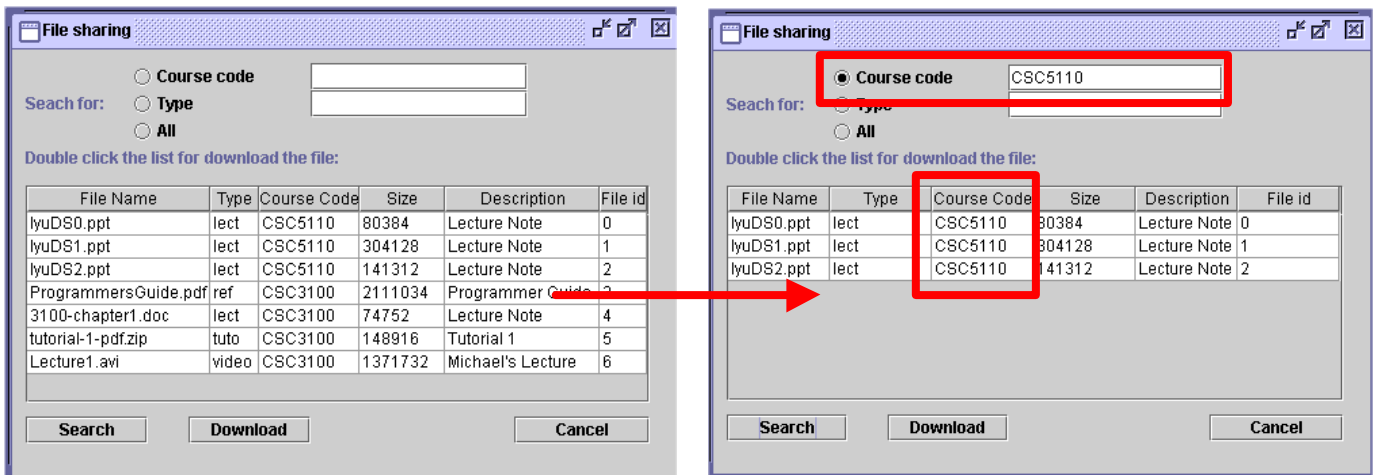 File sharing
Course code
Seach for: Type
All
Double click the list for download the file:
File Name Type Course Code Size Description File id
lyuDS0.ppt lect CSC5110 80384 Lecture Note 0
lyuDS1.ppt lect CSC5110 304128 Lecture Note 1
lyuDS2.ppt lect CSC5110 141312 Lecture Note 2
ProgrammersGuide.pdf ref CSC3100 2111034 Programmer Guide 3
3100-chapter1.doc lect CSC3100 74752 Lecture Note 4
tutorial-1-pdf.zip tuto CSC3100 148916 Tutorial 1 5
Lecture1.avi video CSC3100 1371732 Michael's Lecture 6
Search Download Cancel
File sharing
Course code CSC5110
Seach for: Type
All
Double click the list for download the file:
File Name Type Course Code Size Description File id
lyuDS0.ppt lect CSC5110 80384 Lecture Note 0
lyuDS1.ppt lect CSC5110 304128 Lecture Note 1
lyuDS2.ppt lect CSC5110 141312 Lecture Note 2
Search Download Cancel